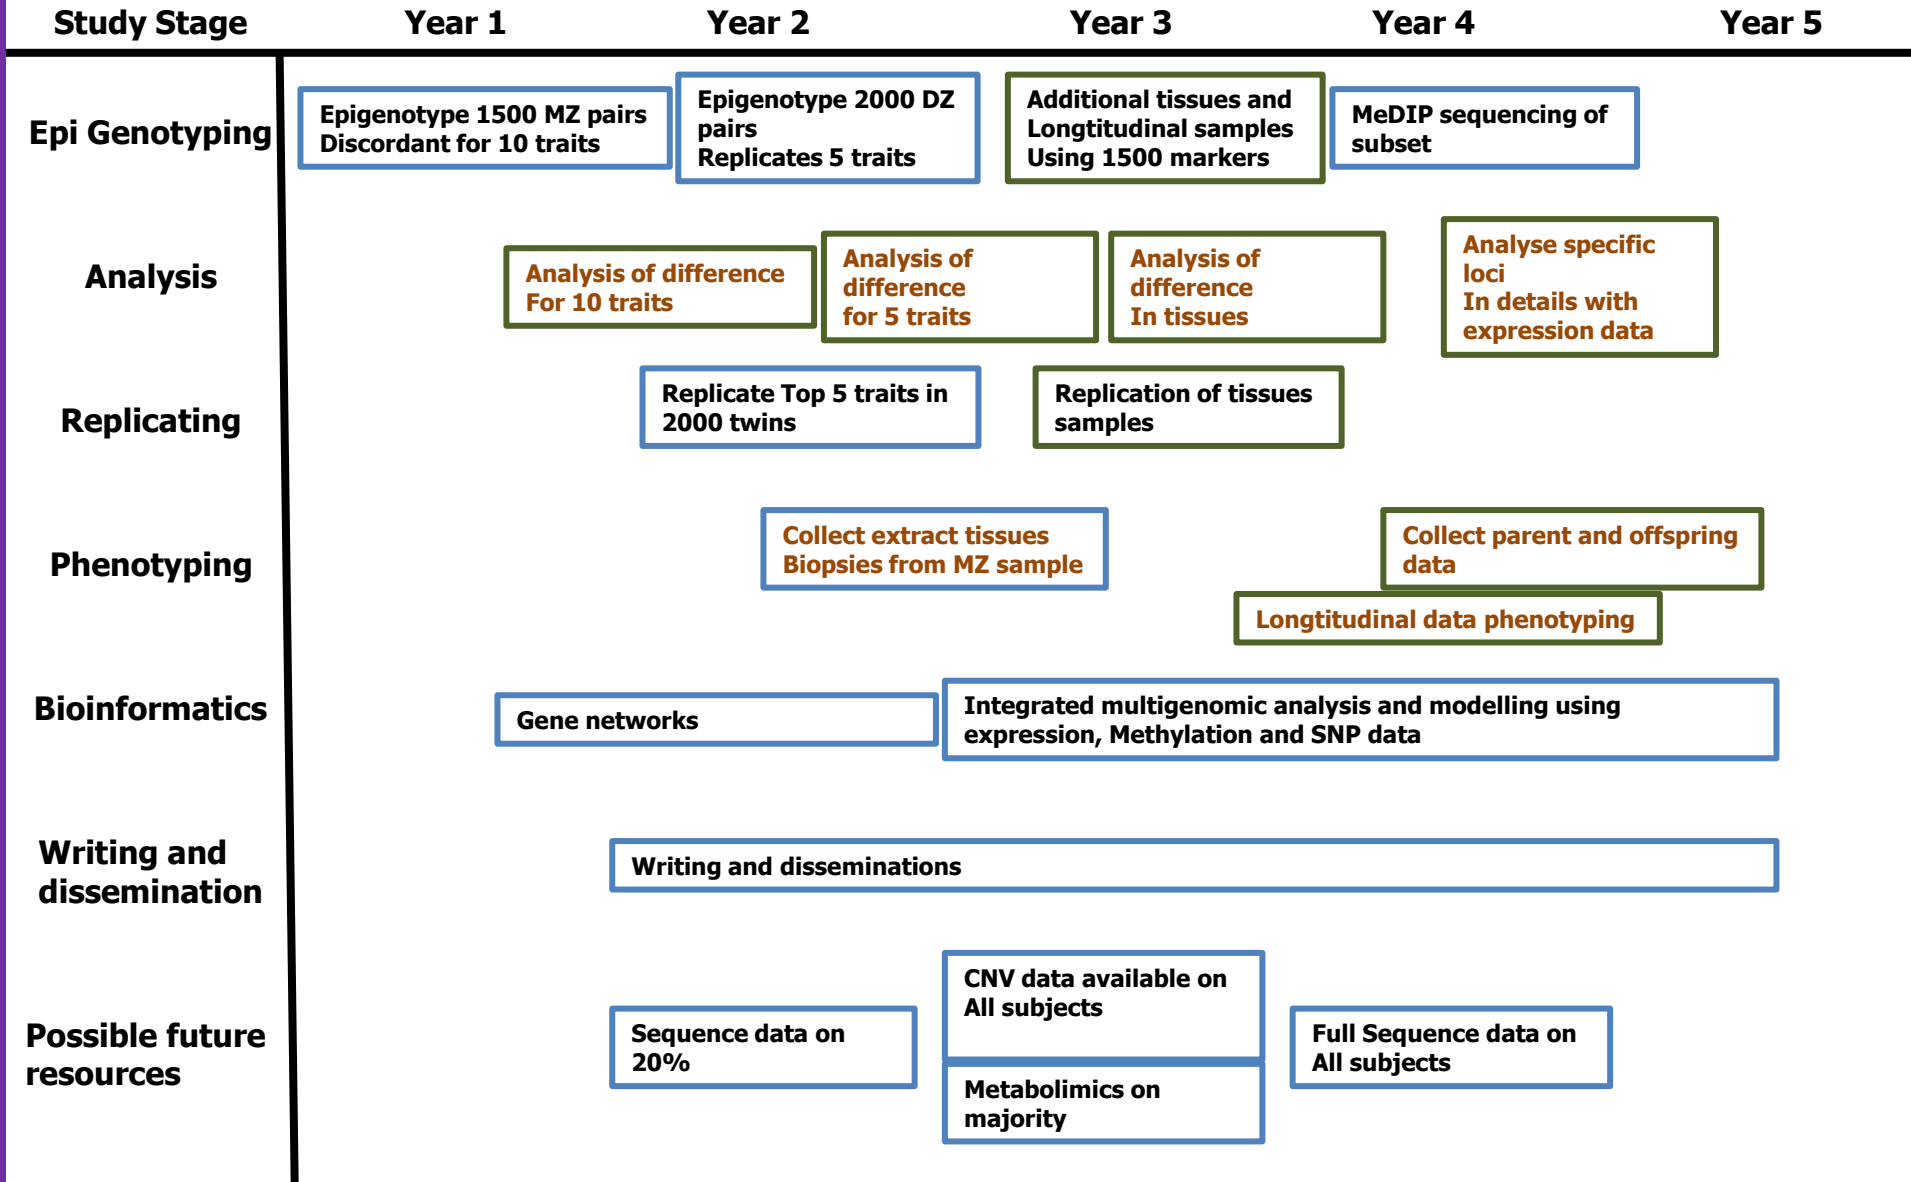 Study Stage Year 1 Year 2 Year 3 Year 4 Year 5
Epi Genotyping
Epigenotype 1500 MZ pairs
Discordant for 10 traits
Epigenotype 2000 DZ
pairs
Replicates 5 traits
Additional tissues and
Longtitudinal samples
Using 1500 markers
MeDIP sequencing of
subset
Analysis
Analysis of difference
For 10 traits
Analysis of
difference
for 5 traits
Analysis of
difference
In tissues
Analyse specific
loci
In details with
expression data
Replicating
Replicate Top 5 traits in
2000 twins
Replication of tissues
samples
Phenotyping
Collect extract tissues
Biopsies from MZ sample
Collect parent and offspring
data
Longtitudinal data phenotyping
Bioinformatics
Gene networks
Integrated multigenomic analysis and modelling using
expression, Methylation and SNP data
Writing and
dissemination
Writing and disseminations
Possible future
resources
Sequence data on
20%
CNV data available on
All subjects
Metabolimics on
majority
Full Sequence data on
All subjects